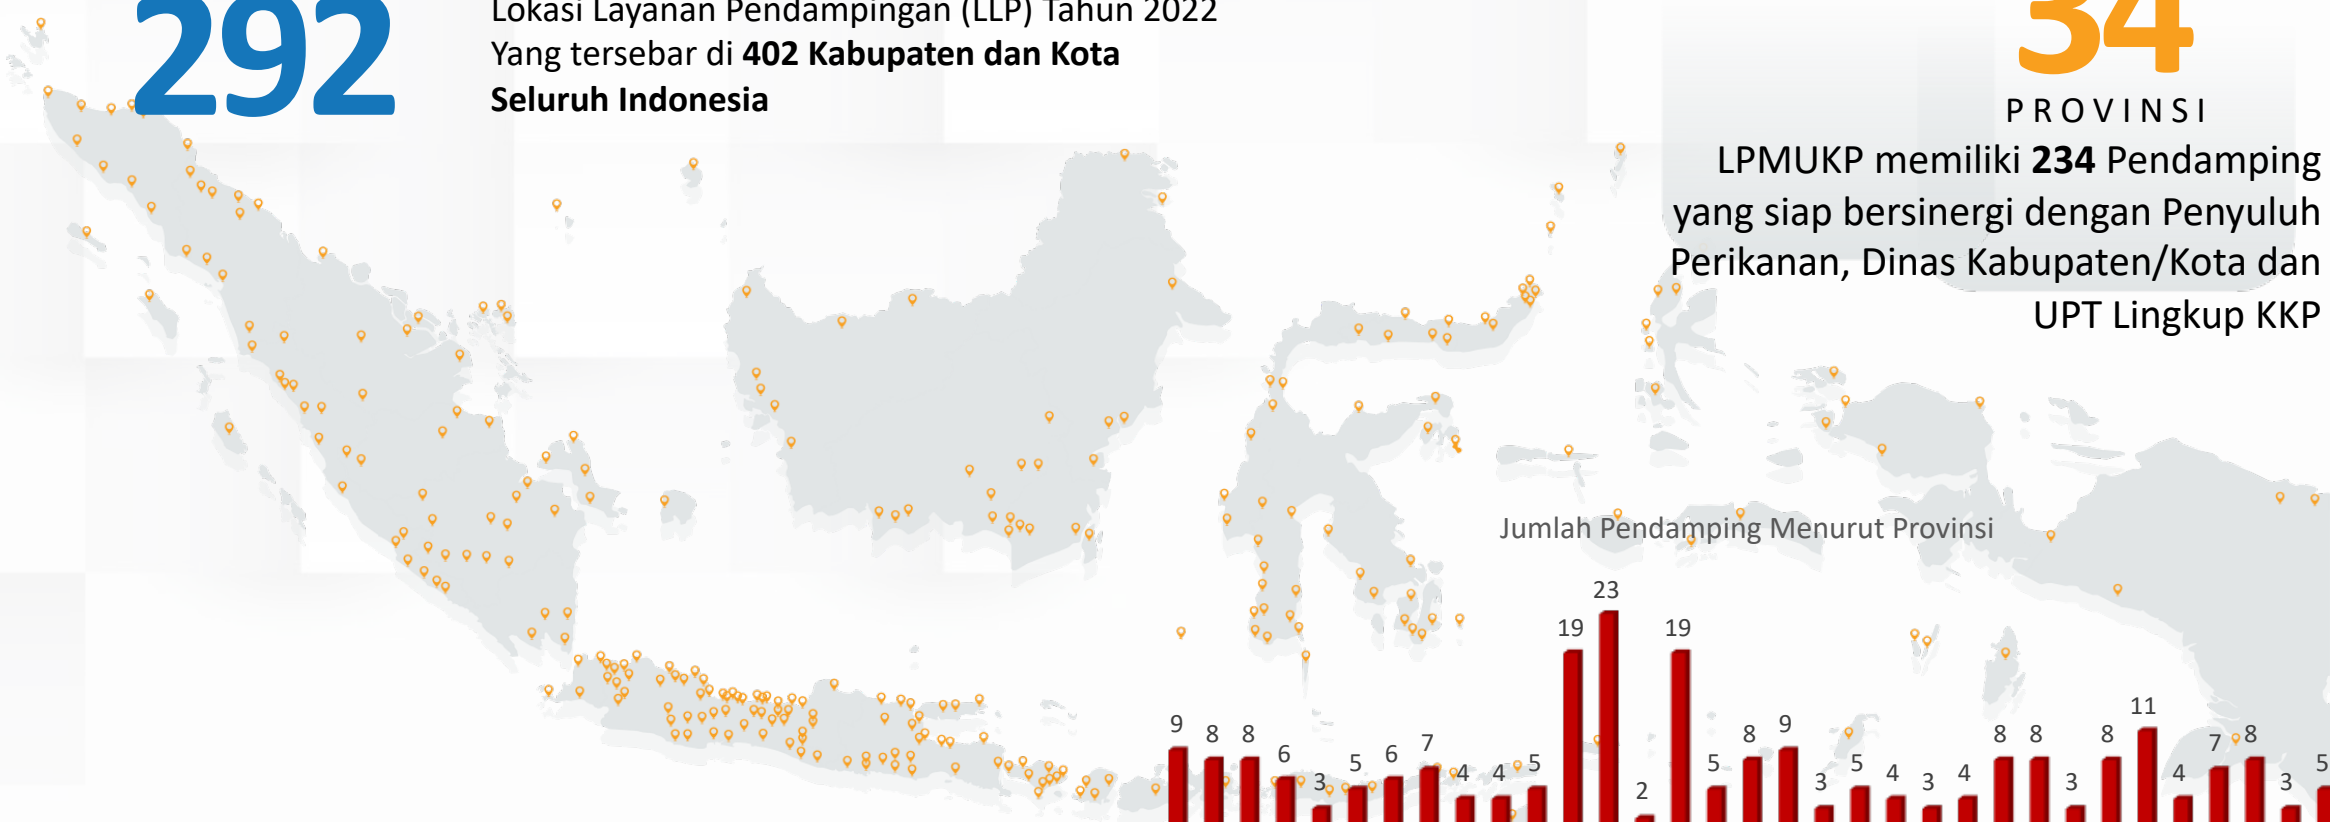 292
Lokasi Layanan Pendampingan (LLP) Tahun 2022
Yang tersebar di 402 Kabupaten dan Kota
Seluruh Indonesia
34
PROVINSI
LPMUKP memiliki 234 Pendamping
yang siap bersinergi dengan Penyuluh
Perikanan, Dinas Kabupaten/Kota dan
UPT Lingkup KKP
Jumlah Pendamping Menurut Provinsi
9 8 8 6 3 5 6 7 4 4 5 19 23 2 19 5 8 9 3 5 4 3 4 8 8 3 8 11 4 7 8 3 5